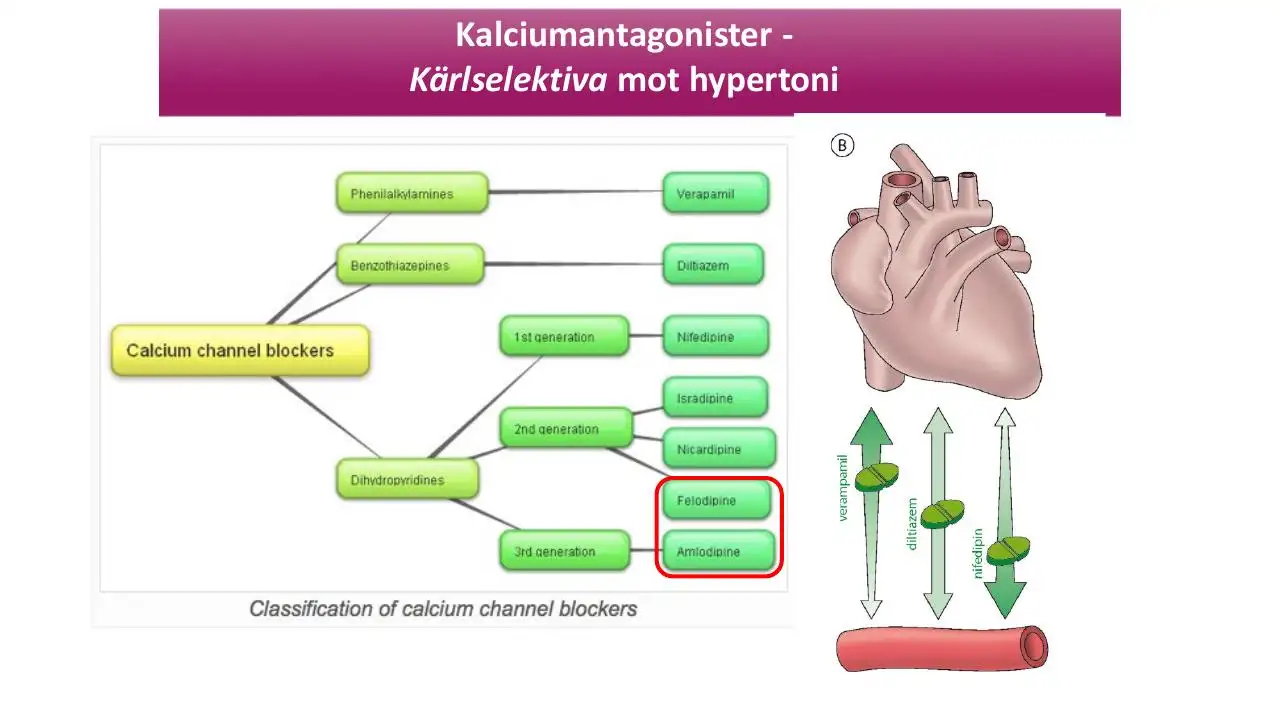 Kalciumantagonister -
Kärlselektiva mot hypertoni
Phenilalkylamines
Verapamil
Benzothiazepines
Diltiazem
Calcium channel blockers
1st generation
Nifedipine
Isradipine
2nd generation
Nicardipine
Dihydropyridines
Felodipine
3rd generation
Amlodipine
Classification of calcium channel blockers
B
verampamil
diltiazem
nifedipin